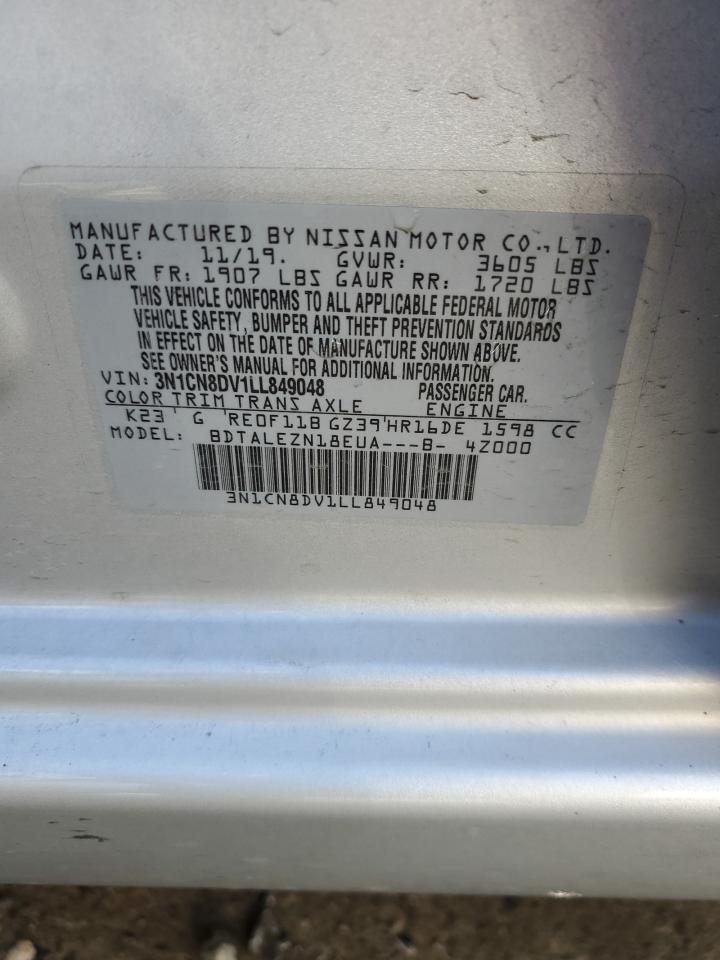 MANUFACTURED BY NISSAN MOTOR CO., LTD.
DATE: 11/19. GVWR: 3605 LBS
GAWR FR: 1907 LBS GAWR RR: 1720 LBS
THIS VEHICLE CONFORMS TO ALL APPLICABLE FEDERAL MOTOR
VEHICLE SAFETY, BUMPER AND THEFT PREVENTION STANDARDS
IN EFFECT ON THE DATE OF MANUFACTURE SHOWN ABOVE.
SEE OWNER'S MANUAL FOR ADDITIONAL INFORMATION.
VIN: 3N1CN8DV1LL849048 PASSENGER CAR.
COLOR TRIM TRANS AXLE ENGINE
K23 ' G 'RE0F11B GZ39'HR16DE 1598 CC
MODEL: BDTALEZN18EUA---B- 4Z000
3N1CN8DV1LL849048